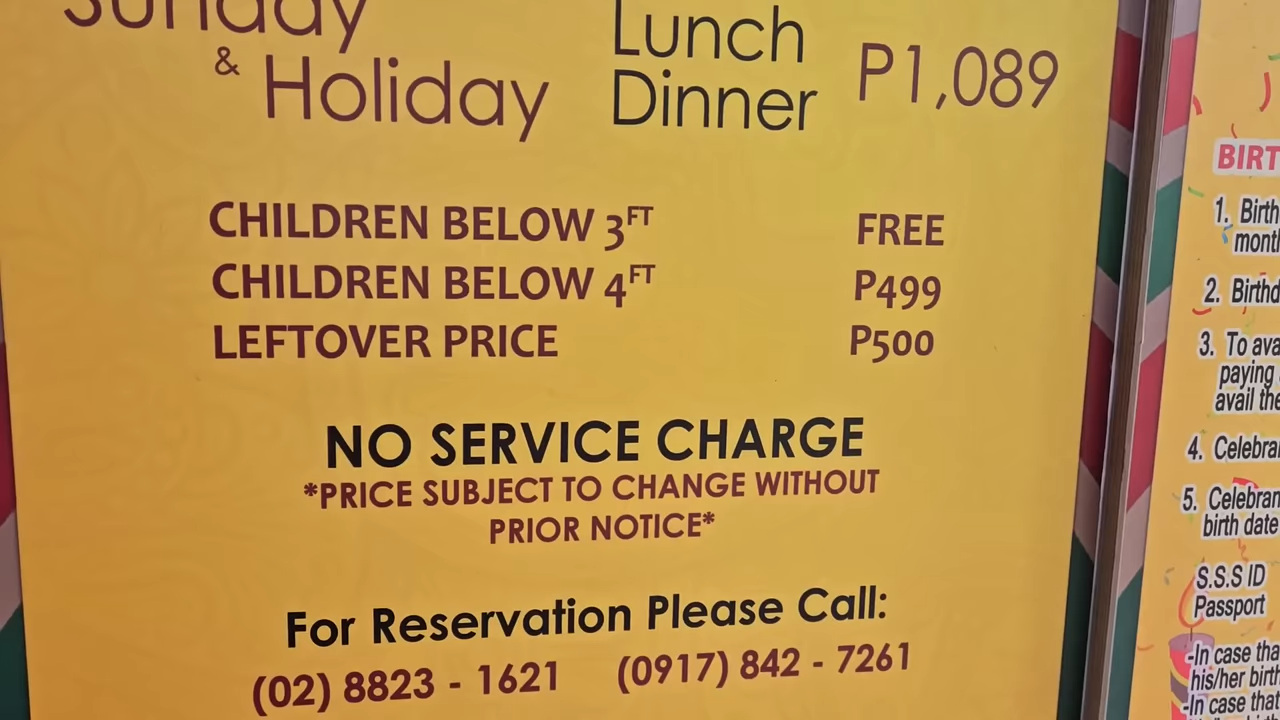 Sunday
& Holiday
Lunch
Dinner
P1,089
CHILDREN BELOW 3FT FREE
CHILDREN BELOW 4FT P499
LEFTOVER PRICE P500
NO SERVICE CHARGE
*PRICE SUBJECT TO CHANGE WITHOUT
PRIOR NOTICE*
For Reservation Please Call:
(02) 8823 - 1621 (0917) 842 - 7261
BIRT
1. Birth
month
2. Birthd
3. To ava
paying
avail the
4. Celebra
5. Celebran
birth date
S.S.S ID
Passport
-In case tha
his/her birth
-In case that